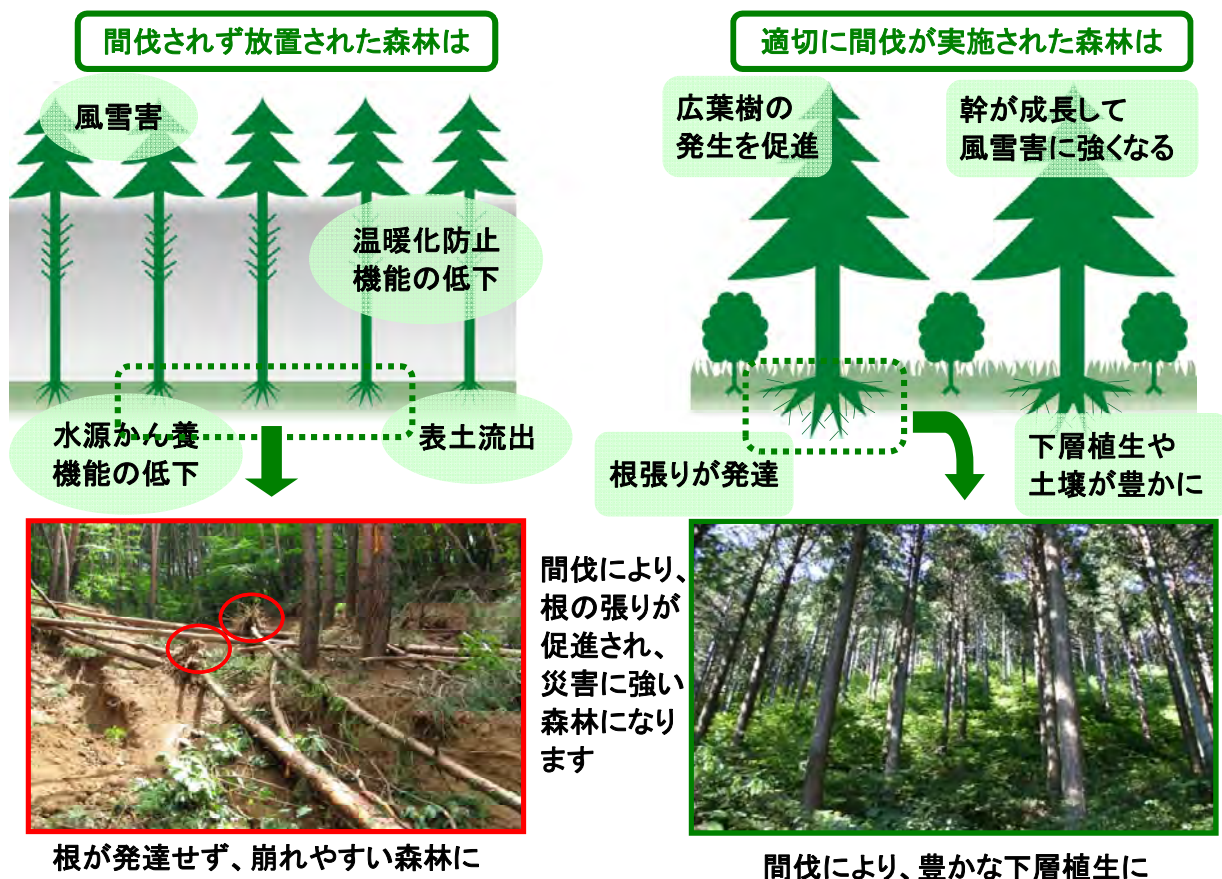 間伐されず放置された森林は
風雪害
温暖化防止
機能の低下
水源かん養
機能の低下
表土流出
根が発達せず、崩れやすい森林に
間伐により、
根の張りが
促進され、
災害に強い
森林になり
ます
適切に間伐が実施された森林は
広葉樹の
発生を促進
幹が成長して
風雪害に強くなる
根張りが発達
下層植生や
土壌が豊かに
間伐により、豊かな下層植生に